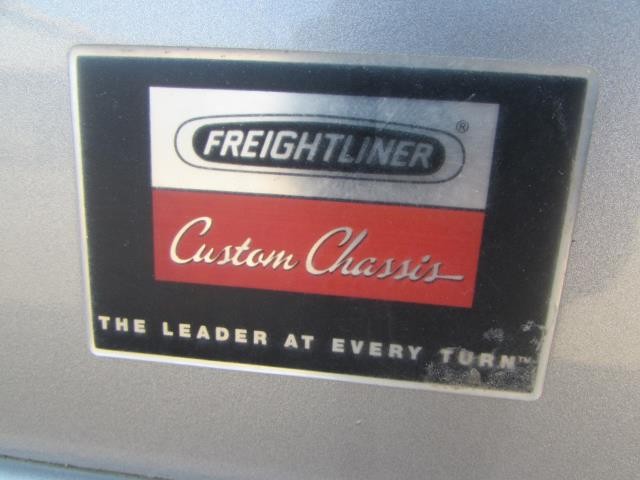 FREIGHTLINER®
Custom Chassis
THE LEADER AT EVERY TURN™